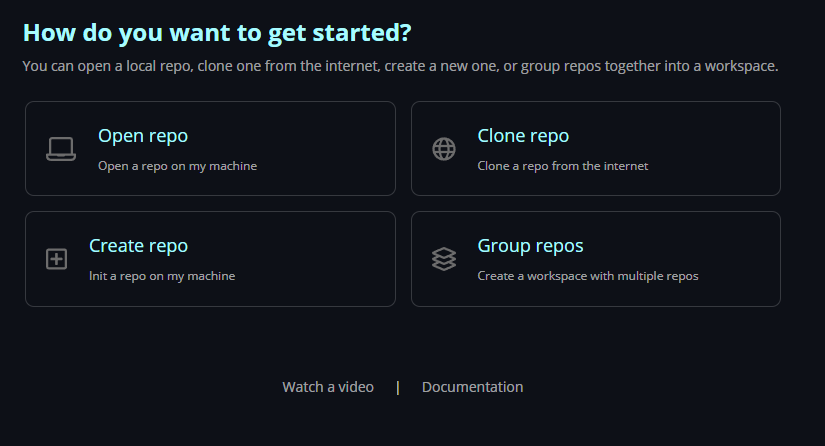 How do you want to get started?
You can open a local repo, clone one from the internet, create a new one, or group repos together into a workspace.
Open repo
Open a repo on my machine
Clone repo
Clone a repo from the internet
Create repo
Init a repo on my machine
Group repos
Create a workspace with multiple repos
Watch a video | Documentation